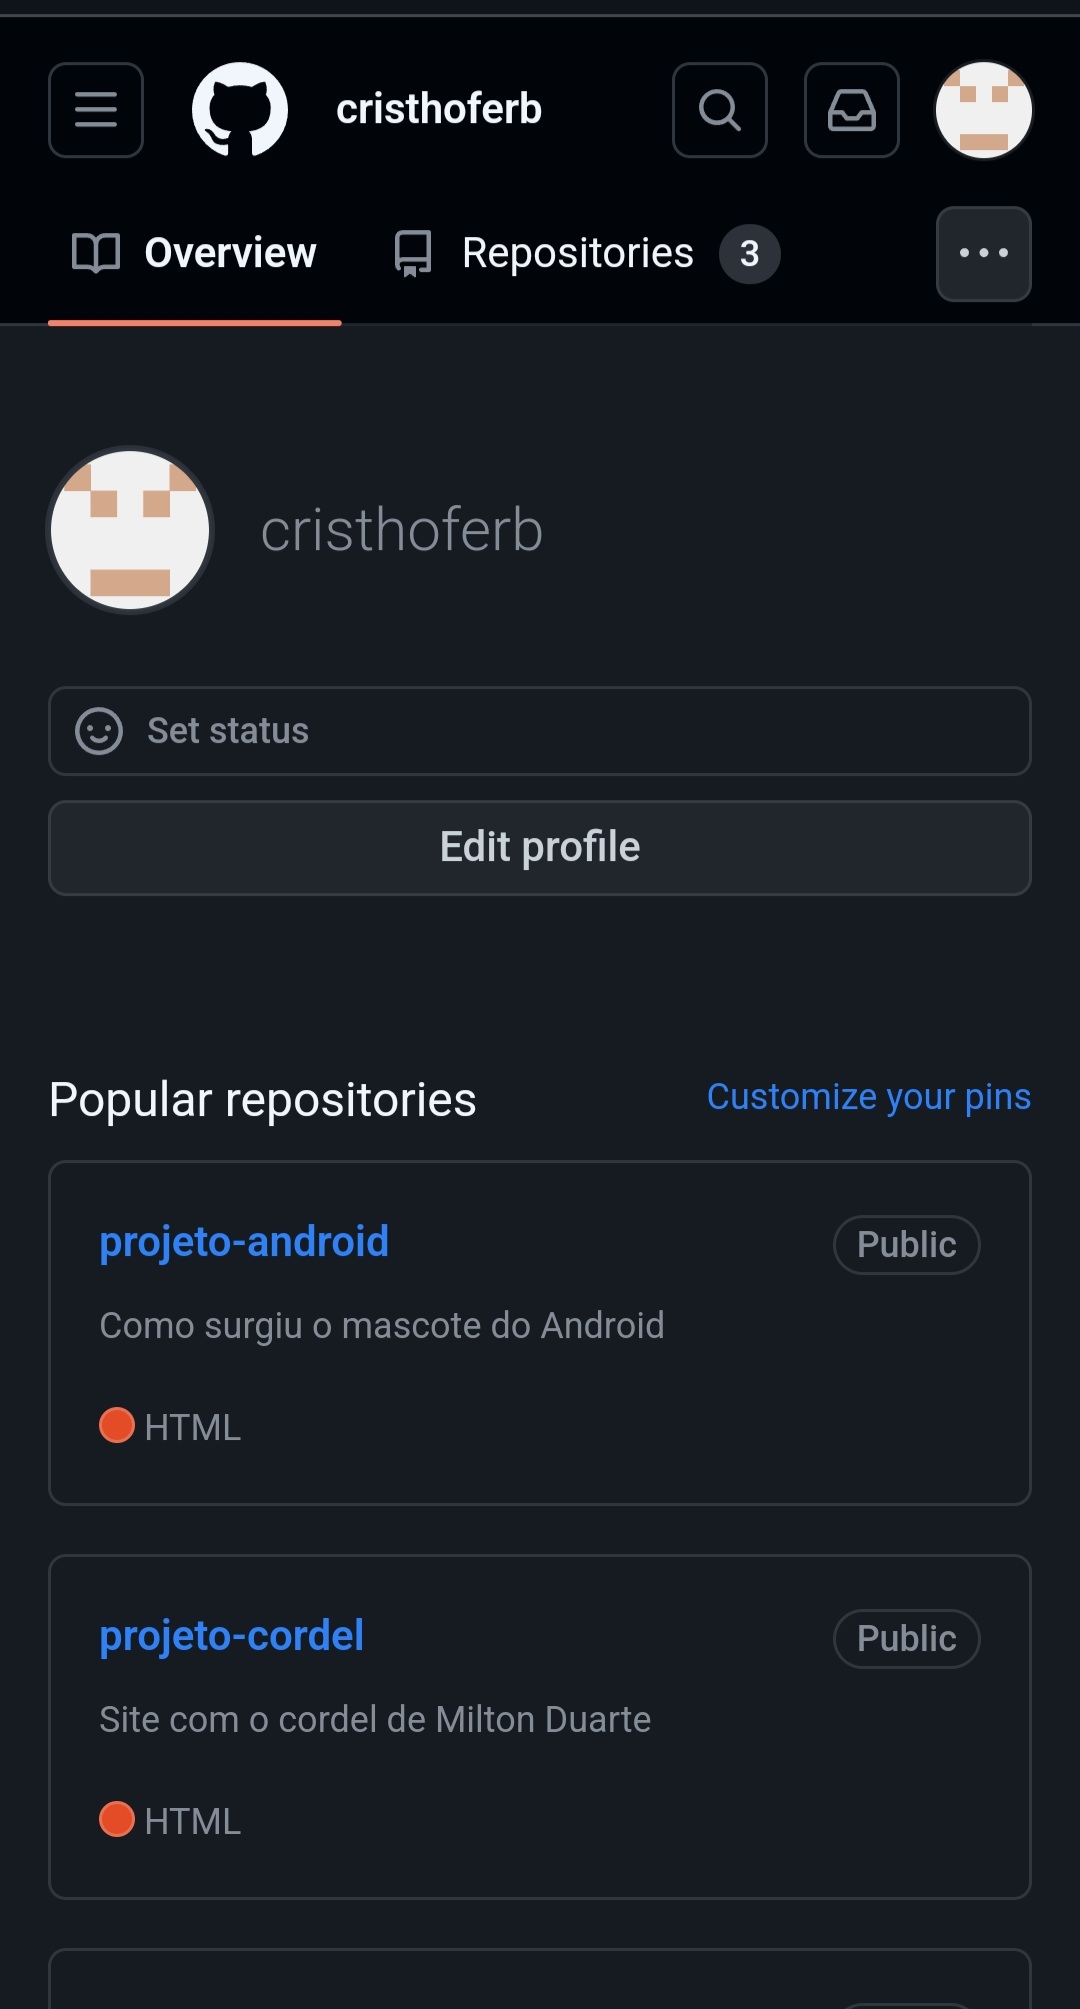 cristhoferb
Overview
Repositories 3
cristhoferb
Set status
Edit profile
Popular repositories
Customize your pins
projeto-android
Public
Como surgiu o mascote do Android
HTML
projeto-cordel
Public
Site com o cordel de Milton Duarte
HTML